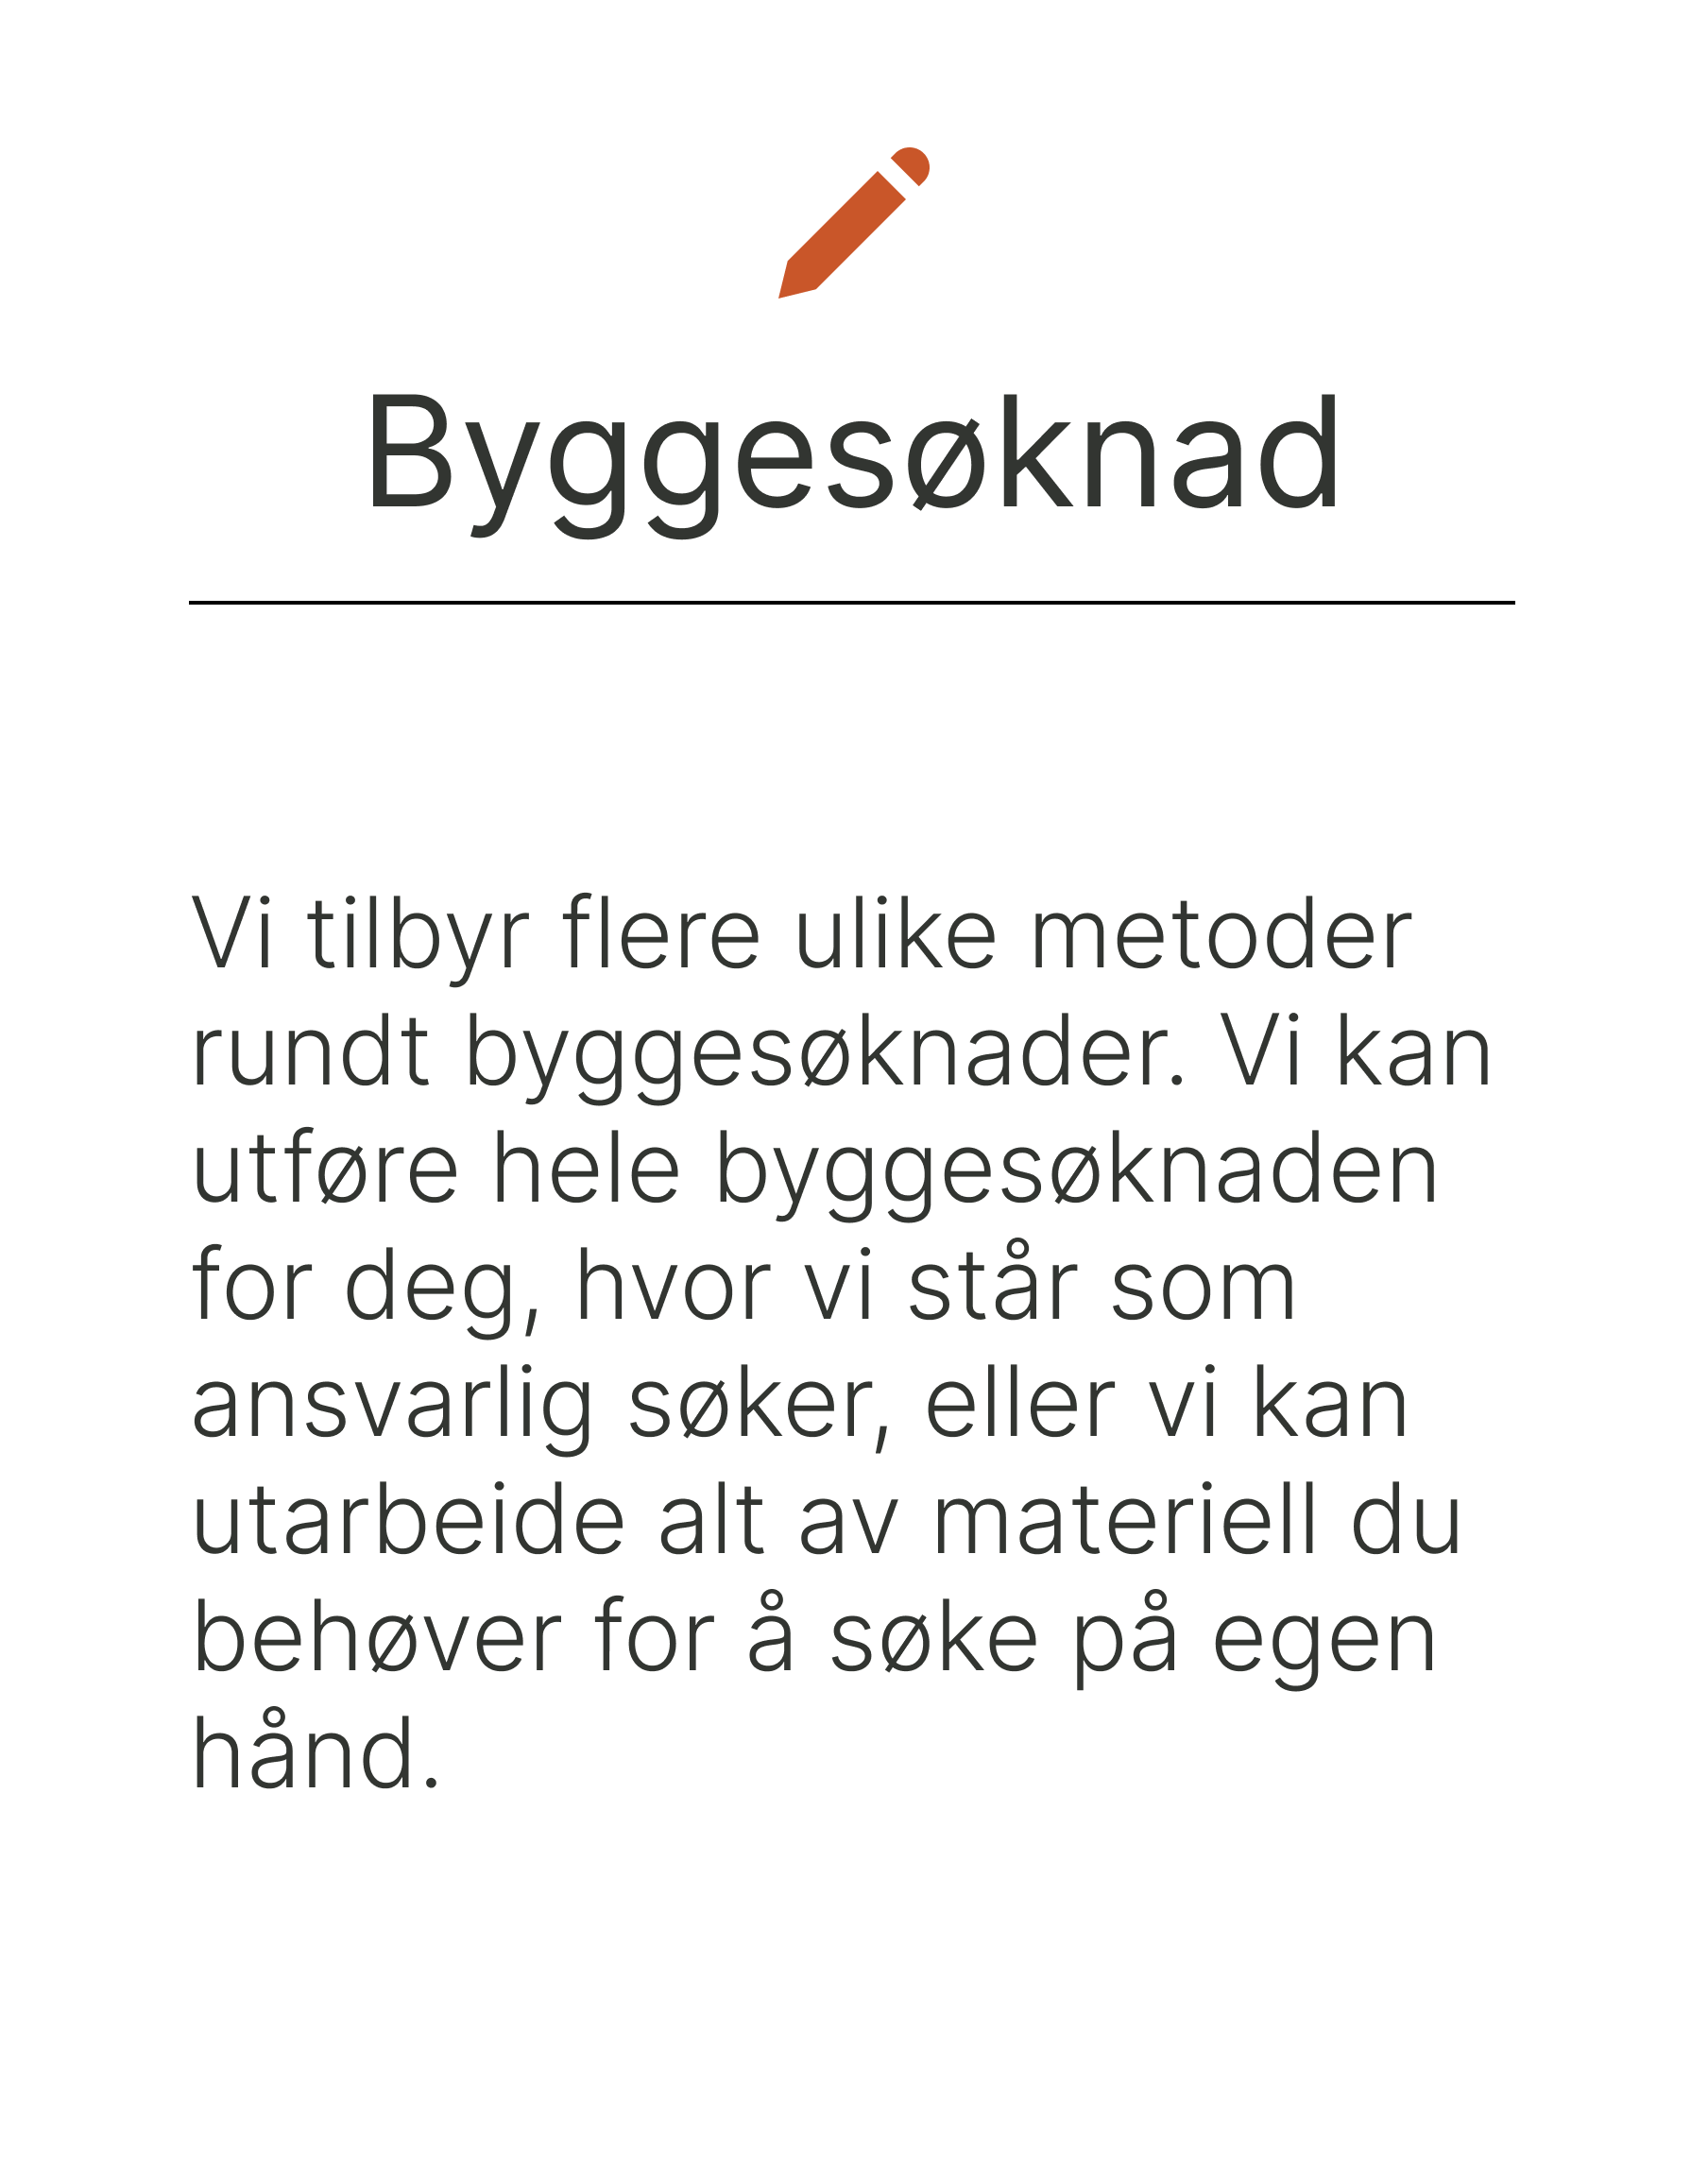 Byggesøknad
Vi tilbyr flere ulike metoder
rundt byggesøknader. Vi kan
utføre hele byggesøknaden
for deg, hvor vi står som
ansvarlig søker, eller vi kan
utarbeide alt av materiell du
behøver for å søke på egen
hånd.